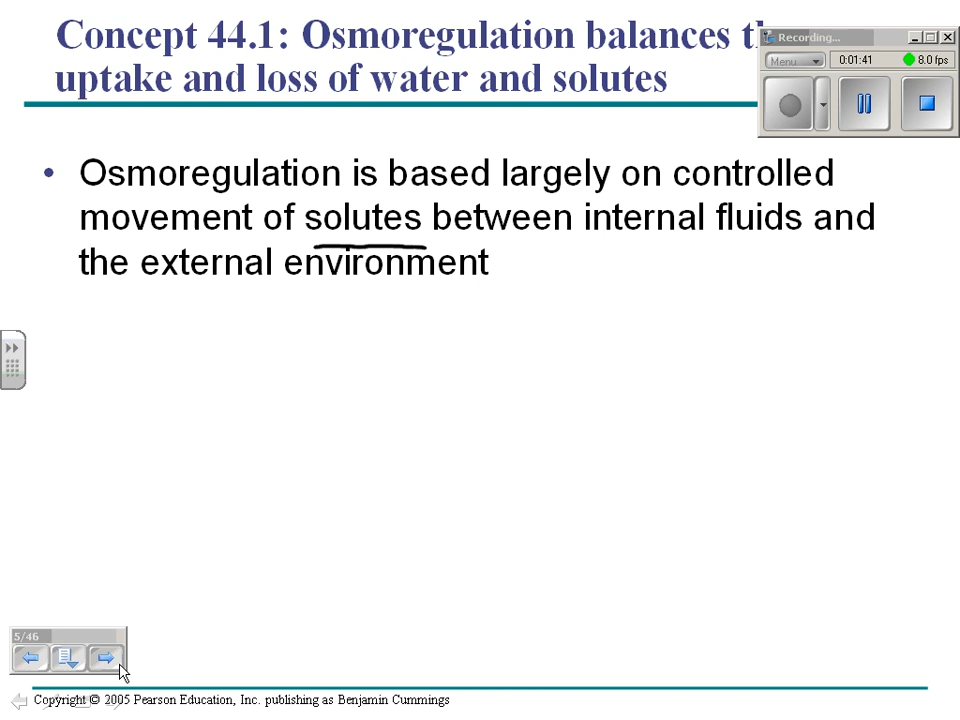 Concept 44.1: Osmoregulation balances
uptake and loss of water and solutes
Recording...
Menu
0:01:41
8.0 fps
• Osmoregulation is based largely on controlled
movement of solutes between internal fluids and
the external environment
5/46
Copyright © 2005 Pearson Education, Inc. publishing as Benjamin Cummings